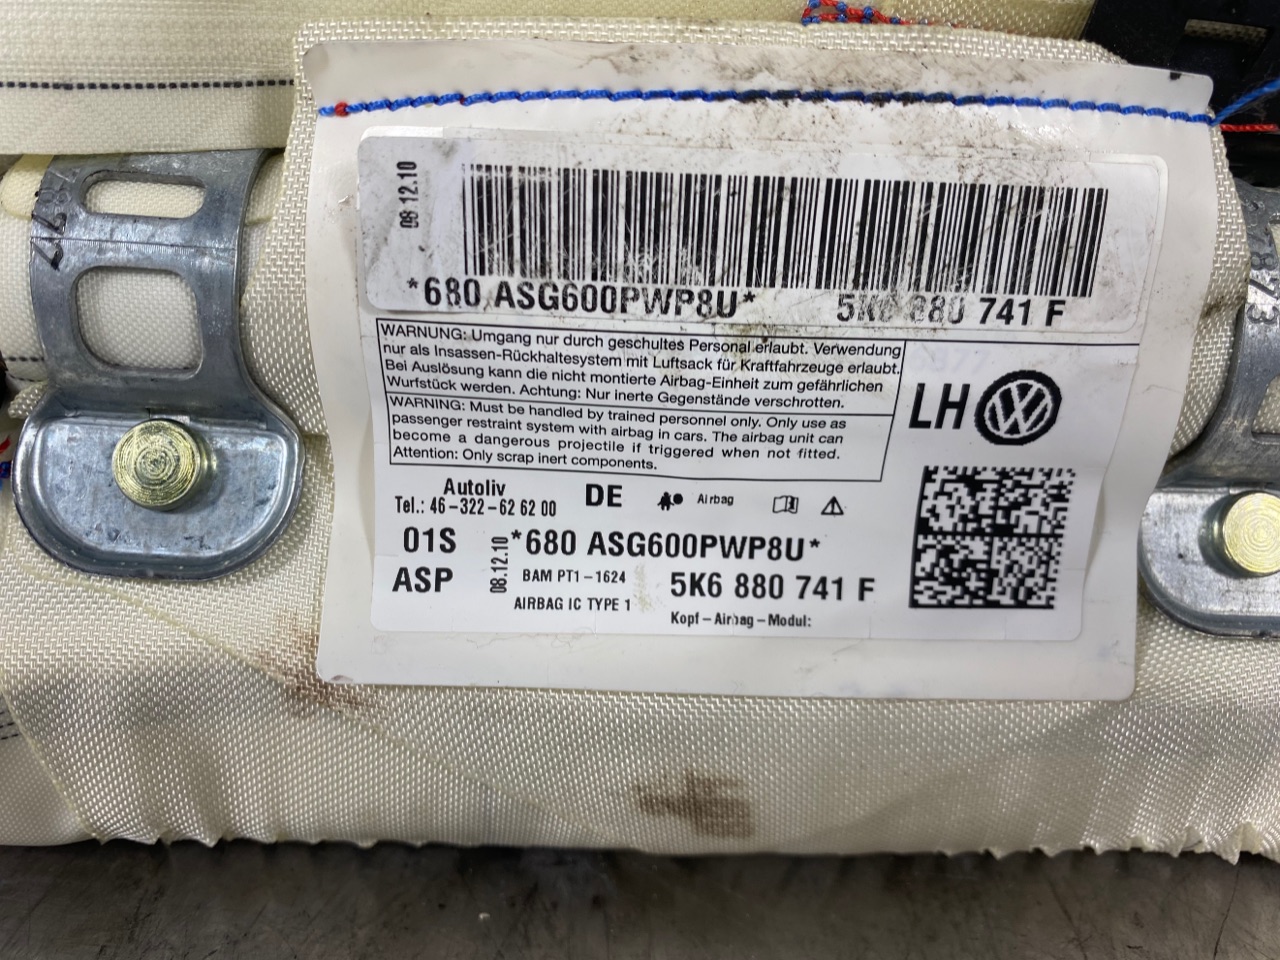 08.12.10
*680 ASG600PWP8U* 5K6 880 741 F
WARNUNG: Umgang nur durch geschultes Personal erlaubt. Verwendung
nur als Insassen-Rückhaltesystem mit Luftsack für Kraftfahrzeuge erlaubt.
Bei Auslösung kann die nicht montierte Airbag-Einheit zum gefährlichen
Wurfstück werden. Achtung: Nur inerte Gegenstände verschrotten.
WARNING: Must be handled by trained personnel only. Only use as
passenger restraint system with airbag in cars. The airbag unit can
become a dangerous projectile if triggered when not fitted.
Attention: Only scrap inert components.
LH
Autoliv
Tel.: 46-322-62 62 00
DE
Airbag
01S
ASP
08.12.10
*680 ASG600PWP8U*
BAM PT1-1624
5K6 880 741 F
AIRBAG IC TYPE 1
Kopf-Airbag-Modul: